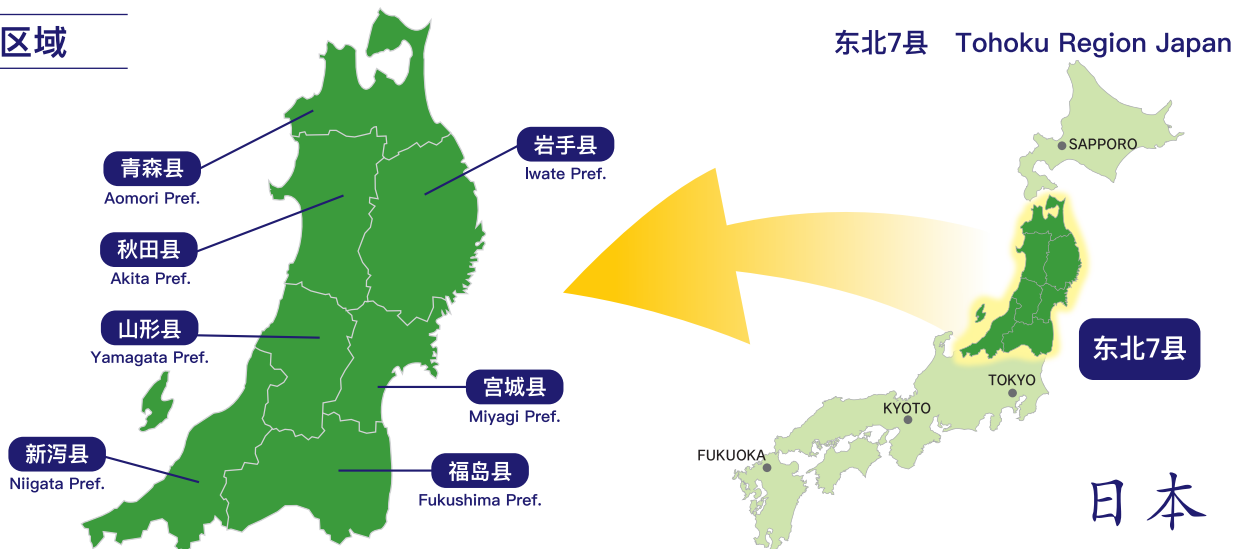 区域
东北7县 Tohoku Region Japan
青森县
Aomori Pref.
岩手县
Iwate Pref.
秋田县
Akita Pref.
山形县
Yamagata Pref.
宫城县
Miyagi Pref.
新泻县
Niigata Pref.
福岛县
Fukushima Pref.
SAPPORO
东北7县
TOKYO
KYOTO
FUKUOKA
日本